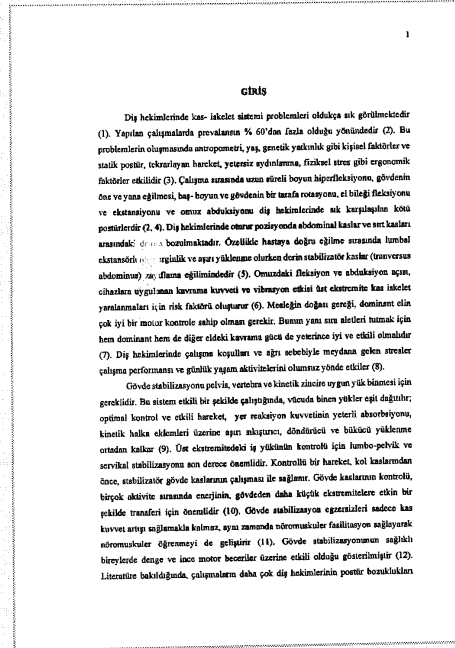 1
GİRİŞ
Diş hekimlerinde kas- iskelet sistemi problemleri oldukça sık görülmektedir
(1). Yapılan çalışmalarda prevalansın % 60’dan fazla olduğu yönündedir (2). Bu
problemlerin oluşmasında antropometri, yaş, genetik yatkınlık gibi kişisel faktörler ve
statik postür, tekrarlayan hareket, yetersiz aydınlanma, fiziksel stres gibi ergonomik
faktörler etkilidir (3). Çalışma sırasında uzun süreli boyun hiperfleksiyonu, gövdenin
öne ve yana eğilmesi, baş- boyun ve gövdenin bir tarafa rotasyonu, el bileği fleksiyonu
ve ekstansiyonu ve omuz abduksiyonu diş hekimlerinde sık karşılaşılan kötü
postürlerdir (2, 4). Diş hekimlerinde oturur pozisyonda abdominal kaslar ve sırt kasları
arasındaki bozulmaktadır. Özellikle hastaya doğru eğilme sırasında lumbal
ekstansörlerde gerginlik ve aşırı yüklenme olurken derin stabilizatör kaslar (tranversus
abdominus) zayıflama eğilimindedir (5). Omuzdaki fleksiyon ve abduksiyon açısı,
cihazlara uygulanan kavrama kuvveti ve vibrasyon etkisi üst ekstremite kas iskelet
yaralanmaları için risk faktörü oluşturur (6). Mesleğin doğası gereği, dominant elin
çok iyi bir motor kontrole sahip olması gerekir. Bunun yanı sıra aletleri tutmak için
hem dominant hem de diğer eldeki kavrama gücü de yeterince iyi ve etkili olmalıdır
(7). Diş hekimlerinde çalışma koşulları ve ağrı sebebiyle meydana gelen stresler
çalışma performansı ve günlük yaşam aktivitelerini olumsuz yönde etkiler (8).
Gövde stabilizasyonu pelvis, vertebra ve kinetik zincire uygun yük binmesi için
gereklidir. Bu sistem etkili bir şekilde çalıştığında, vücuda binen yükler eşit dağıtılır;
optimal kontrol ve etkili hareket, yer reaksiyon kuvvetinin yeterli absorbsiyonu,
kinetik halka eklemleri üzerine aşırı sıkıştırıcı, döndürücü ve bükücü yüklenme
ortadan kalkar (9). Üst ekstremitedeki iş yükünün kontrolü için lumbo-pelvik ve
servikal stabilizasyonu son derece önemlidir. Kontrollü bir hareket, kol kaslarından
önce, stabilizatör gövde kaslarının çalışması ile sağlanır. Gövde kaslarının kontrolü,
birçok aktivite sırasında enerjinin, gövdeden daha küçük ekstremitelere etkin bir
şekilde transferi için önemlidir (10). Gövde stabilizasyon egzersizleri sadece kas
kuvvet artışı sağlamakla kalmaz, aynı zamanda nöromuskuler fasilitasyon sağlayarak
nöromuskuler öğrenmeyi de geliştirir (11). Gövde stabilizasyonunun sağlıklı
bireylerde denge ve ince motor beceriler üzerine etkili olduğu gösterilmiştir (12).
Literatüre bakıldığında, çalışmaların daha çok diş hekimlerinin postür bozuklukları